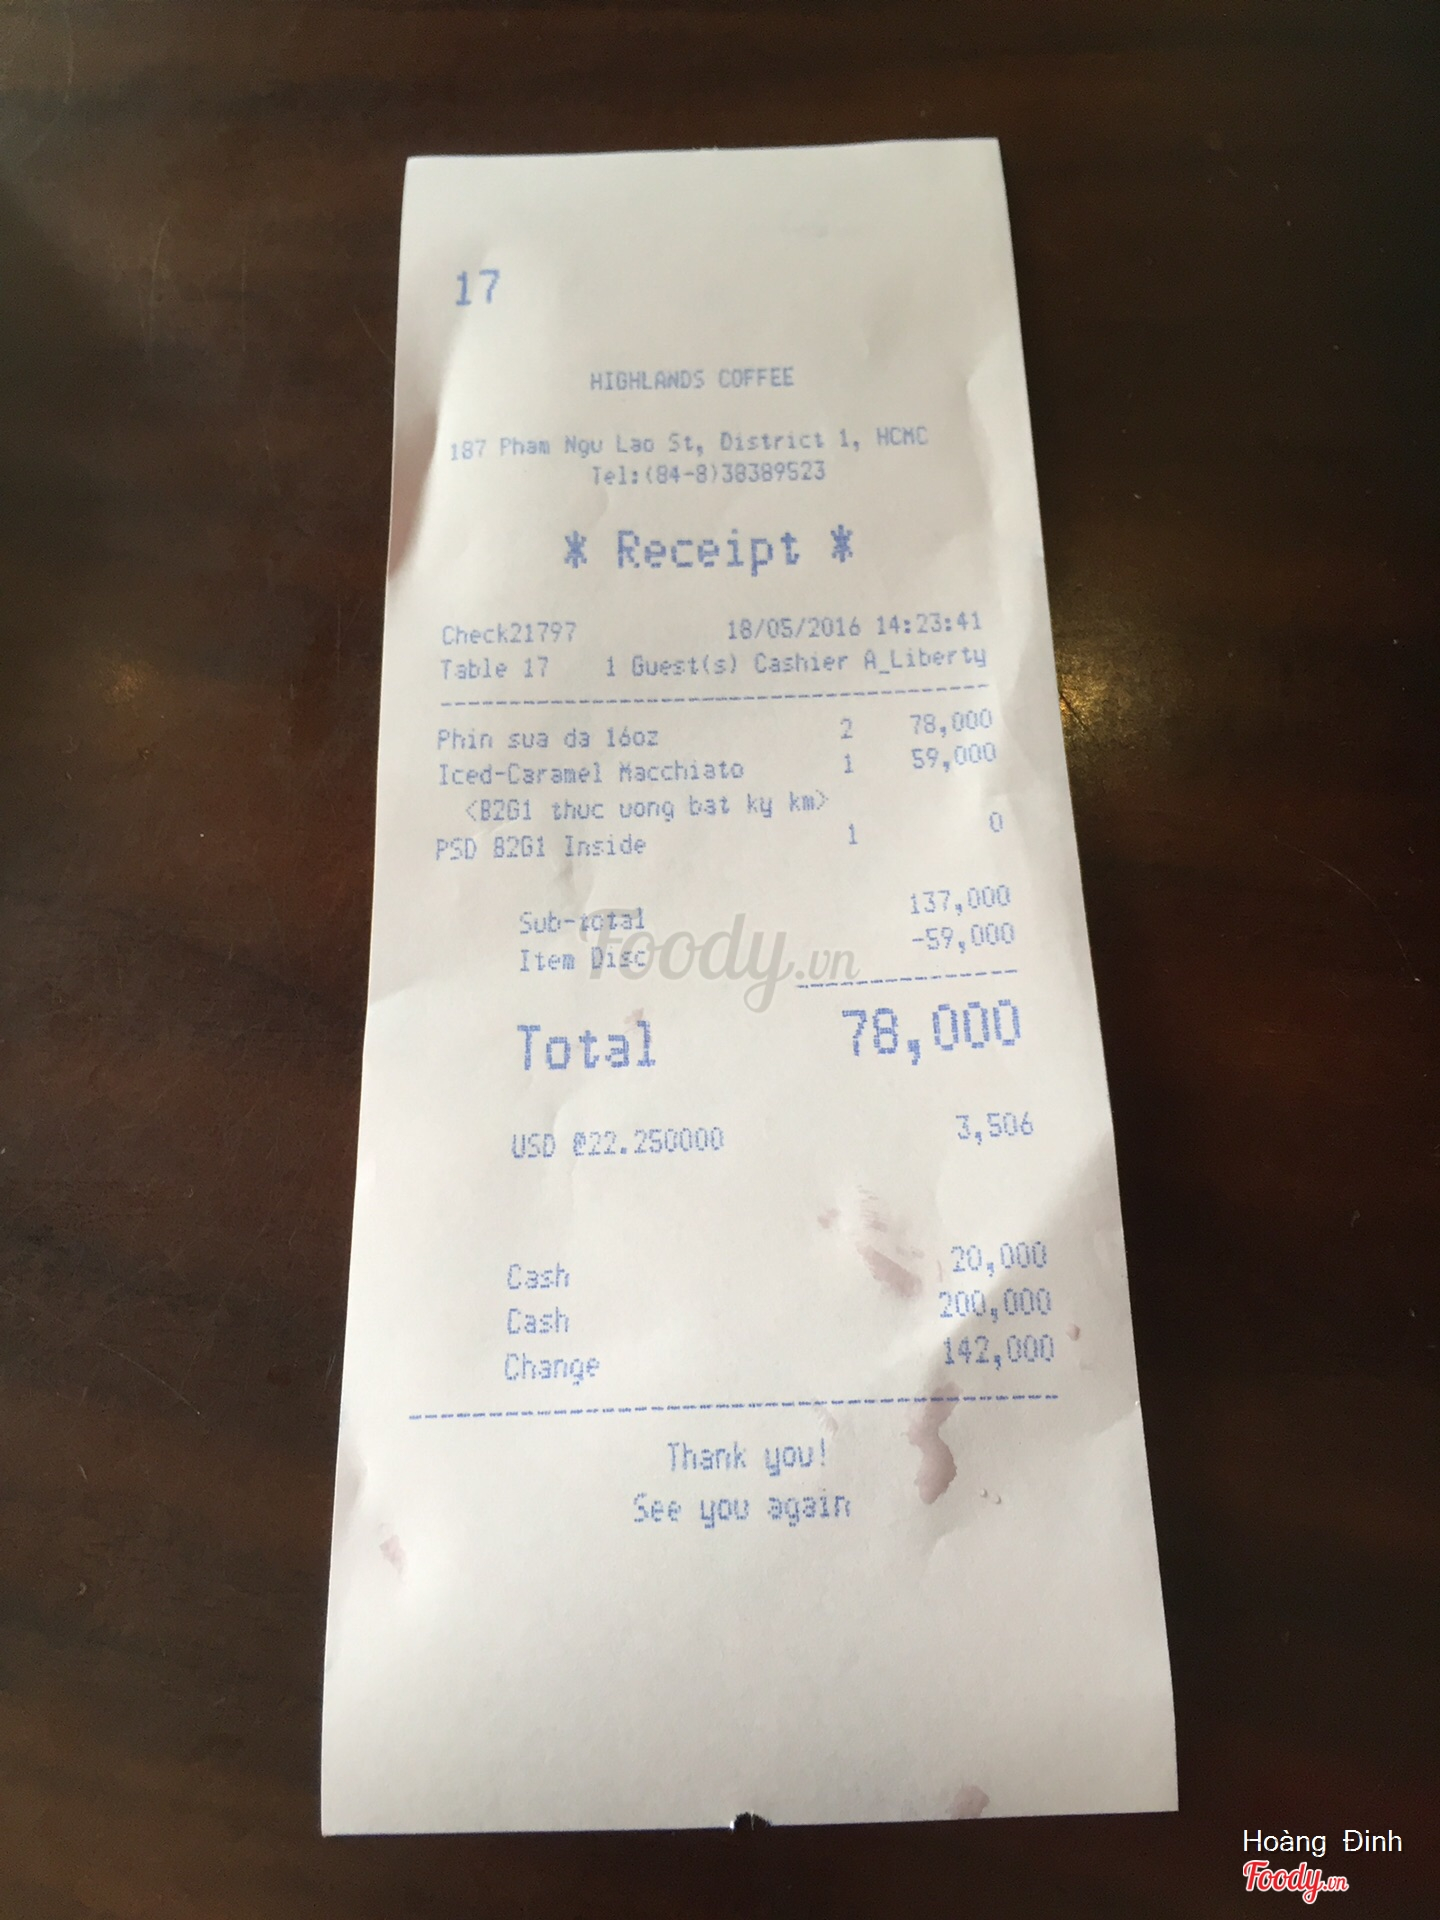 17
HIGHLANDS COFFEE
187 Pham Ngu Lao St, District 1, HCMC
Tel:(84-8)38389523
* Receipt *
Check21797 18/05/2016 14:23:41
Table 17 1 Guest(s) Cashier A_Liberty
Phin sua da 16oz 2 78,000
Iced-Caramel Macchiato 1 59,000
<B2G1 thuc uong bat ky km>
PSD B2G1 Inside 1 0
Sub-total 137,000
Item Disc -59,000
Foody.vn
Total 78,000
USD @22.250000 3,506
Cash 20,000
Cash 200,000
Change 142,000
Thank you!
See you again
Hoàng Đinh
Foody.vn